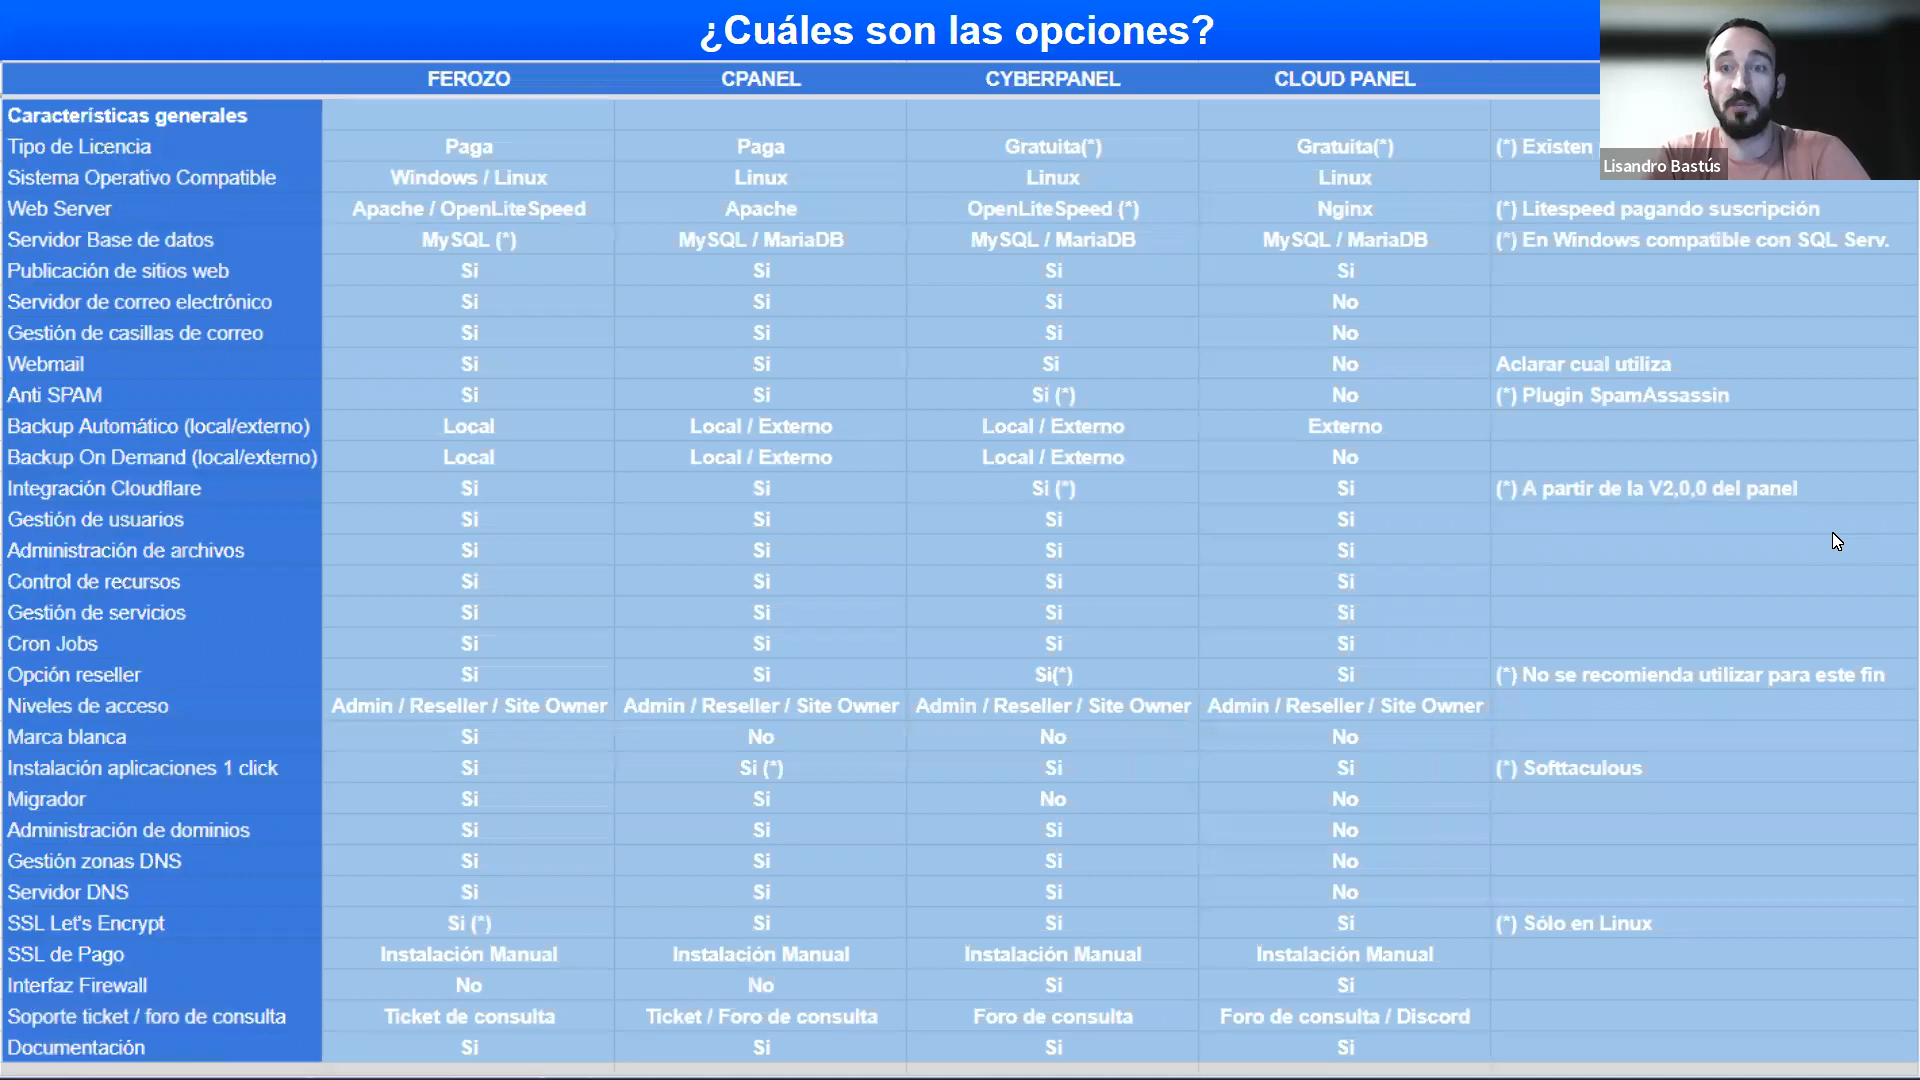 ¿Cuáles son las opciones?
FEROZO CPANEL CYBERPANEL CLOUD PANEL
Características generales
Tipo de Licencia Paga Paga Gratuita(*) Gratuita(*) (*) Existen
Lisandro Bastús
Sistema Operativo Compatible Windows / Linux Linux Linux Linux
Web Server Apache / OpenLiteSpeed Apache OpenLiteSpeed (*) Nginx (*) Litespeed pagando suscripción
Servidor Base de datos MySQL (*) MySQL / MariaDB MySQL / MariaDB MySQL / MariaDB (*) En Windows compatible con SQL Serv.
Publicación de sitios web Si Si Si Si
Servidor de correo electrónico Si Si Si No
Gestión de casillas de correo Si Si Si No
Webmail Si Si Si No Aclarar cual utiliza
Anti SPAM Si Si Si (*) No (*) Plugin SpamAssassin
Backup Automático (local/externo) Local Local / Externo Local / Externo Externo
Backup On Demand (local/externo) Local Local / Externo Local / Externo No
Integración Cloudflare Si Si Si (*) Si (*) A partir de la V2,0,0 del panel
Gestión de usuarios Si Si Si Si
Administración de archivos Si Si Si Si
Control de recursos Si Si Si Si
Gestión de servicios Si Si Si Si
Cron Jobs Si Si Si Si
Opción reseller Si Si Si(*) Si (*) No se recomienda utilizar para este fin
Niveles de acceso Admin / Reseller / Site Owner Admin / Reseller / Site Owner Admin / Reseller / Site Owner Admin / Reseller / Site Owner
Marca blanca Si No No No
Instalación aplicaciones 1 click Si Si (*) Si Si (*) Softtaculous
Migrador Si Si No No
Administración de dominios Si Si Si No
Gestión zonas DNS Si Si Si No
Servidor DNS Si Si Si No
SSL Let's Encrypt Si (*) Si Si Si (*) Sólo en Linux
SSL de Pago Instalación Manual Instalación Manual Instalación Manual Instalación Manual
Interfaz Firewall No No Si Si
Soporte ticket / foro de consulta Ticket de consulta Ticket / Foro de consulta Foro de consulta Foro de consulta / Discord
Documentación Si Si Si Si